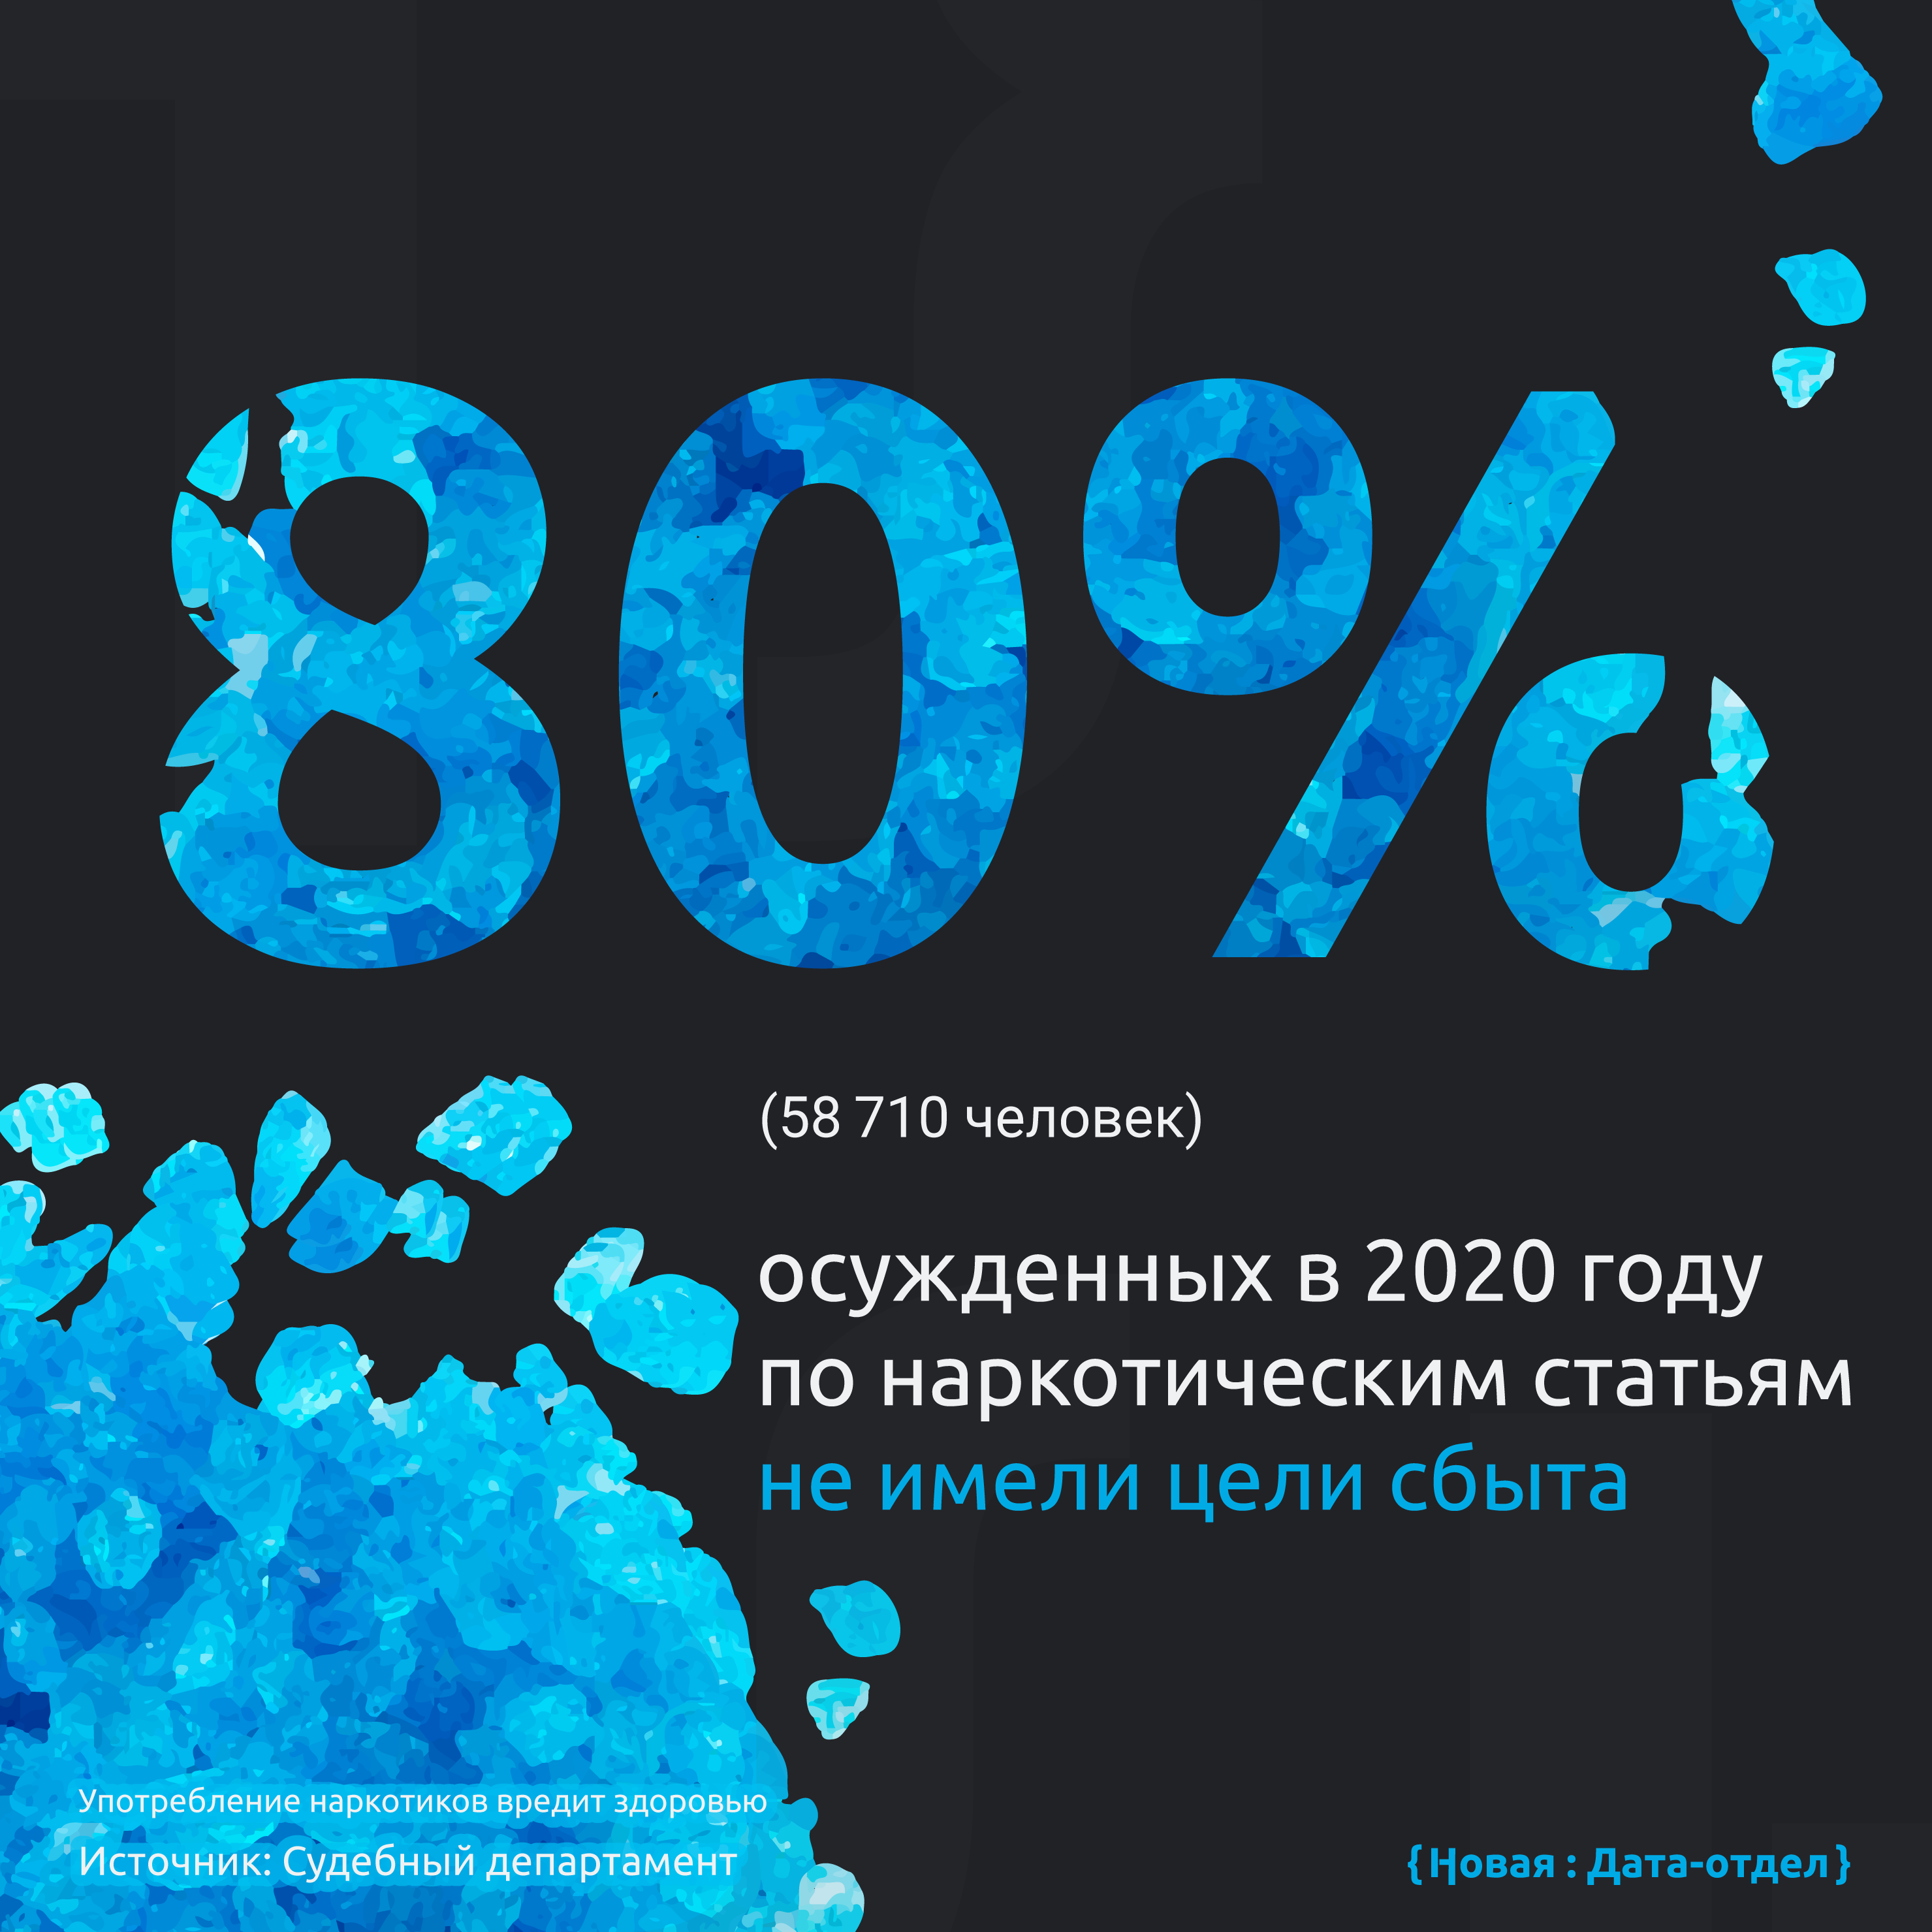 80%
(58 710 человек)
осужденных в 2020 году
по наркотическим статьям
не имели цели сбыта
Употребление наркотиков вредит здоровью
Источник: Судебный департамент
{Новая : Дата-отдел}